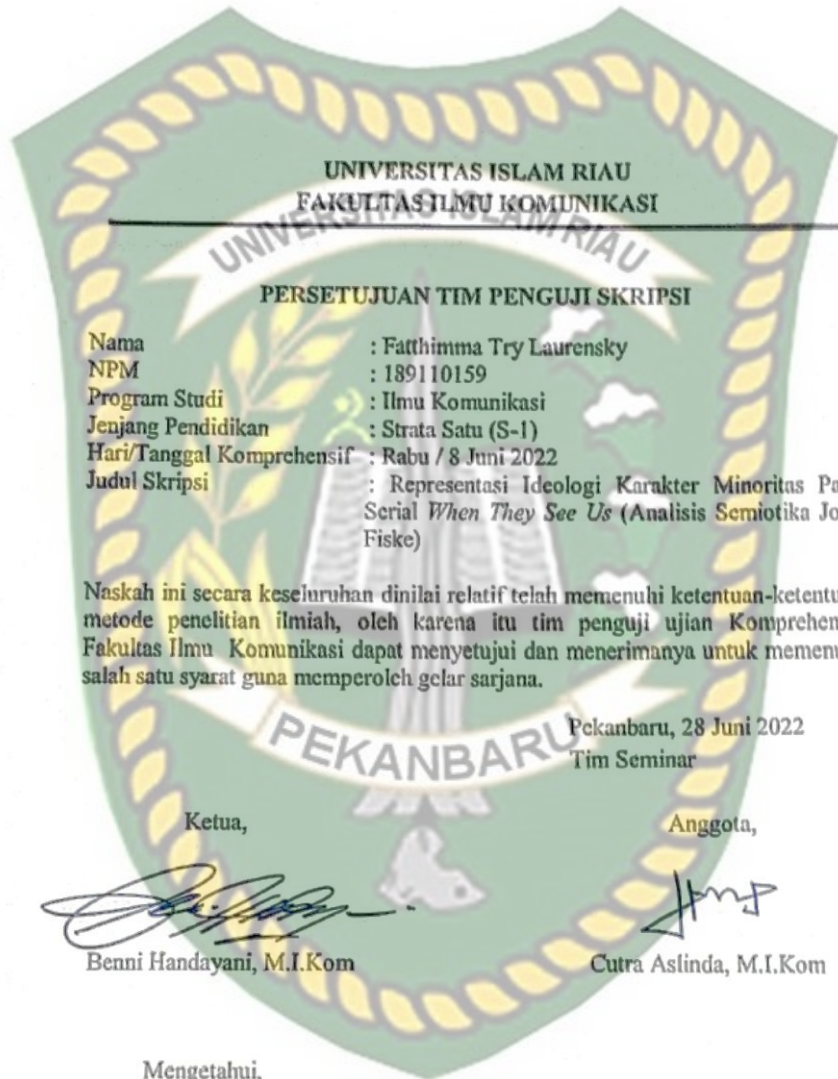 UNIVERSITAS ISLAM RIAU
FAKULTAS ILMU KOMUNIKASI
UNIVERSITAS ISLAM RIAU
PERSETUJUAN TIM PENGUJI SKRIPSI
Nama : Fatthimma Try Laurensky
NPM : 189110159
Program Studi : Ilmu Komunikasi
Jenjang Pendidikan : Strata Satu (S-1)
Hari/Tanggal Komprehensif : Rabu / 8 Juni 2022
Judul Skripsi : Representasi Ideologi Karakter Minoritas Pa
Serial When They See Us (Analisis Semiotika Jo
Fiske)
Naskah ini secara keseluruhan dinilai relatif telah memenuhi ketentuan-ketentu
metode penelitian ilmiah, oleh karena itu tim penguji ujian Komprehen
Fakultas Ilmu Komunikasi dapat menyetujui dan menerimanya untuk memenu
salah satu syarat guna memperoleh gelar sarjana.
PEKANBARU
Pekanbaru, 28 Juni 2022
Tim Seminar
Ketua, Anggota,
Benni Handayani, M.I.Kom Cutra Aslinda, M.I.Kom
Mengetahui,